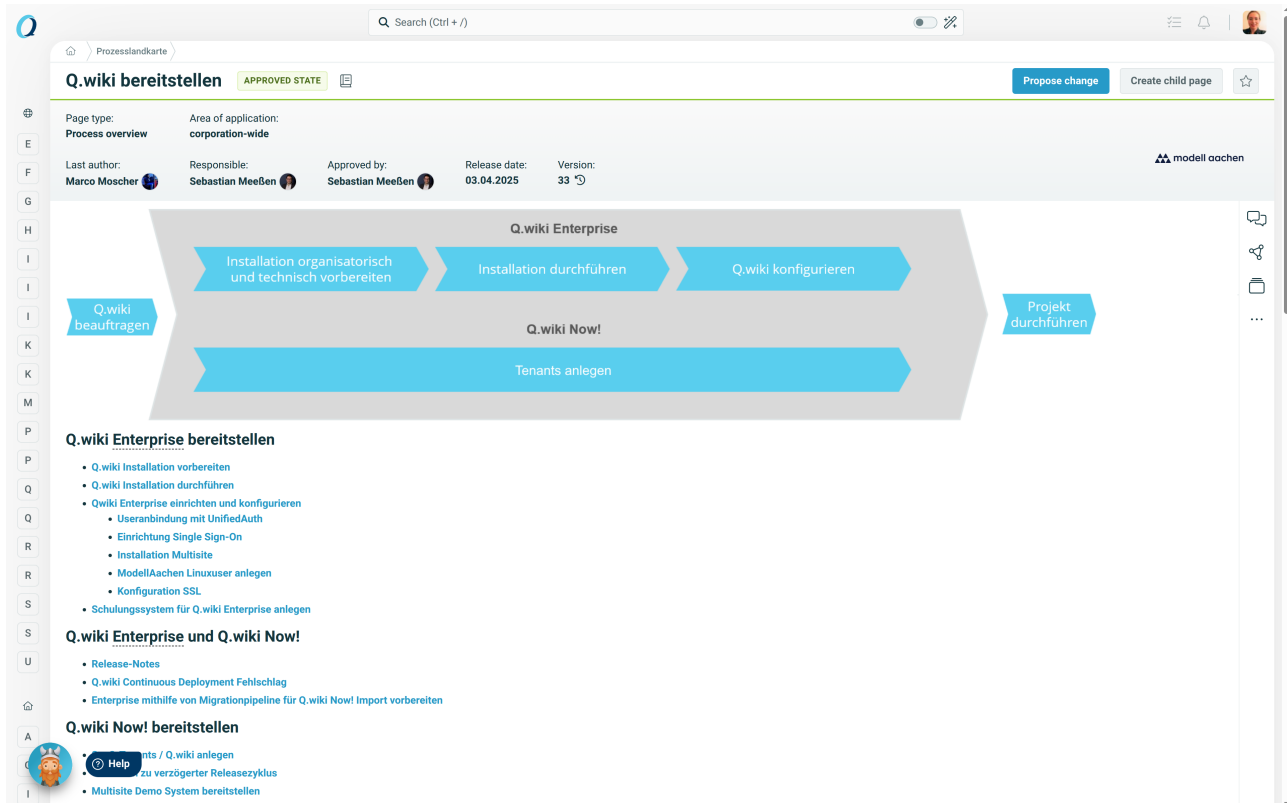 Search (Ctrl + /)
Prozesslandkarte
Q.wiki bereitstellen
APPROVED STATE
Propose change
Create child page
Page type:
Process overview
Area of application:
corporation-wide
Last author:
Marco Moscher
Responsible:
Sebastian Meeßen
Approved by:
Sebastian Meeßen
Release date:
03.04.2025
Version:
33
modell aachen
E
F
G
H
I
I
I
K
K
M
P
P
Q
Q
R
R
S
S
U
A
I
Q.wiki Enterprise
Installation organisatorisch
und technisch vorbereiten
Installation durchführen
Q.wiki konfigurieren
Q.wiki
beauftragen
Projekt
durchführen
Q.wiki Now!
Tenants anlegen
Q.wiki Enterprise bereitstellen
Q.wiki Installation vorbereiten
Q.wiki Installation durchführen
Qwiki Enterprise einrichten und konfigurieren
Useranbindung mit UnifiedAuth
Einrichtung Single Sign-On
Installation Multisite
ModellAachen Linuxuser anlegen
Konfiguration SSL
Schulungssystem für Q.wiki Enterprise anlegen
Q.wiki Enterprise und Q.wiki Now!
Release-Notes
Q.wiki Continuous Deployment Fehlschlag
Enterprise mithilfe von Migrationpipeline für Q.wiki Now! Import vorbereiten
Q.wiki Now! bereitstellen
/ Q.wiki anlegen
zu verzögerter Releasezyklus
Multisite Demo System bereitstellen
Help